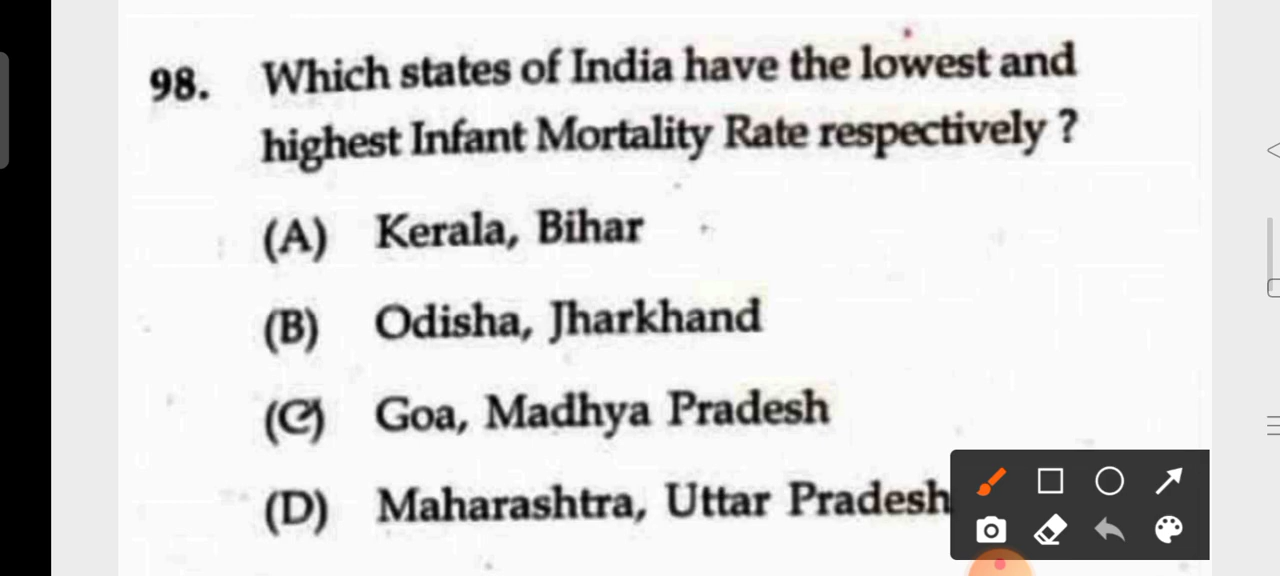 98. Which states of India have the lowest and
highest Infant Mortality Rate respectively ?
(A) Kerala, Bihar
(B) Odisha, Jharkhand
(C) Goa, Madhya Pradesh
(D) Maharashtra, Uttar Pradesh